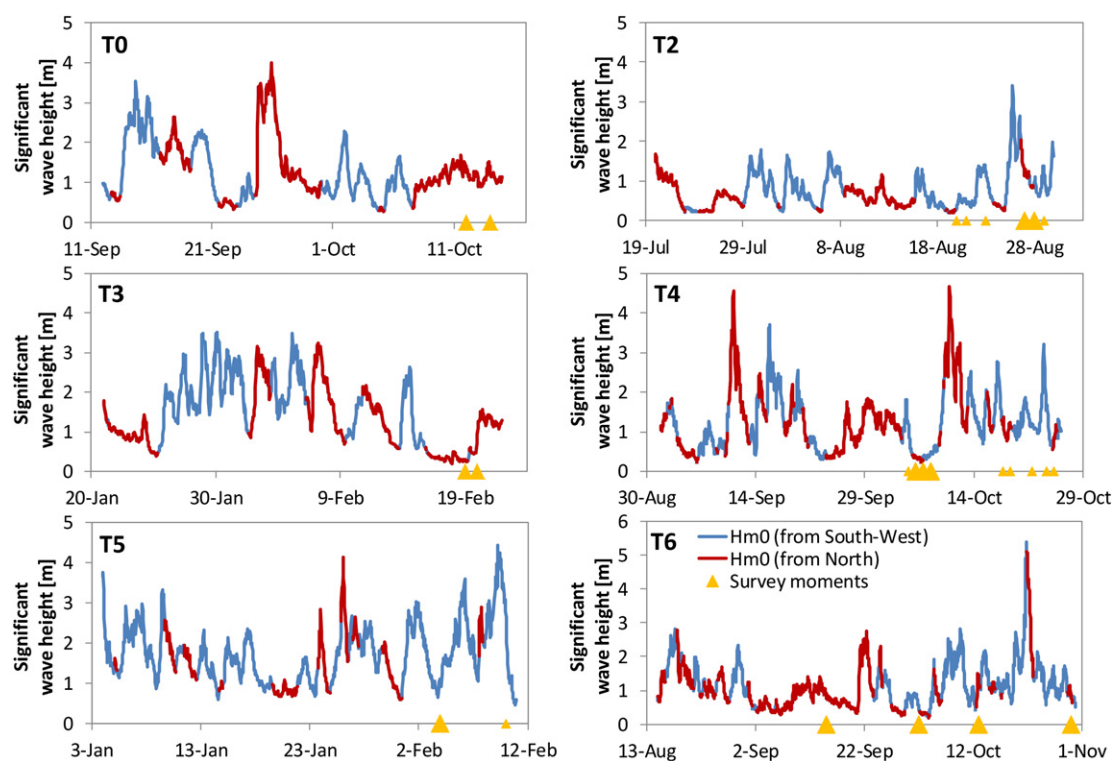 T0
Significant
wave height [m]
5
4
3
2
1
0
11-Sep
21-Sep
1-Oct
11-Oct
T2
Significant
wave height [m]
5
4
3
2
1
0
19-Jul
29-Jul
8-Aug
18-Aug
28-Aug
T3
Significant
wave height [m]
5
4
3
2
1
0
20-Jan
30-Jan
9-Feb
19-Feb
T4
Significant
wave height [m]
5
4
3
2
1
0
30-Aug
14-Sep
29-Sep
14-Oct
29-Oct
T5
Significant
wave height [m]
5
4
3
2
1
0
3-Jan
13-Jan
23-Jan
2-Feb
12-Feb
T6
Hm0 (from South-West)
Hm0 (from North)
Survey moments
Significant
wave height [m]
6
5
4
3
2
1
0
13-Aug
2-Sep
22-Sep
12-Oct
1-Nov